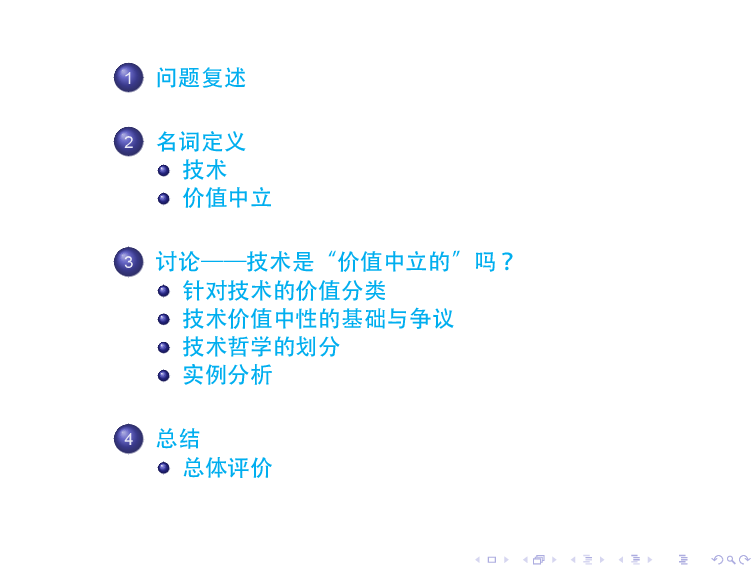 1 问题复述
2 名词定义
技术
价值中立
3 讨论——技术是“价值中立的”吗？
针对技术的价值分类
技术价值中性的基础与争议
技术哲学的划分
实例分析
4 总结
总体评价